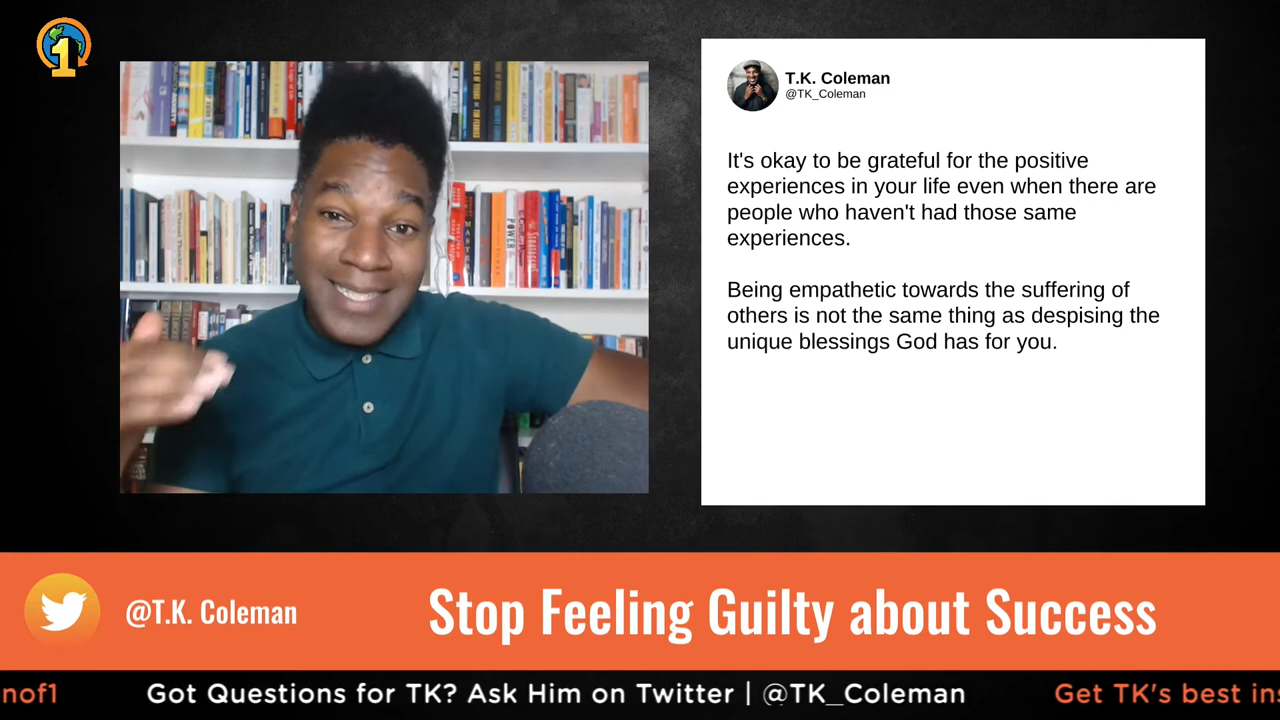 1
T.K. Coleman
@TK_Coleman
It's okay to be grateful for the positive
experiences in your life even when there are
people who haven't had those same
experiences.
Being empathetic towards the suffering of
others is not the same thing as despising the
unique blessings God has for you.
POWER
MASTERY
@T.K. Coleman
Stop Feeling Guilty about Success
nof1
Got Questions for TK? Ask Him on Twitter | @TK_Coleman
Get TK's best